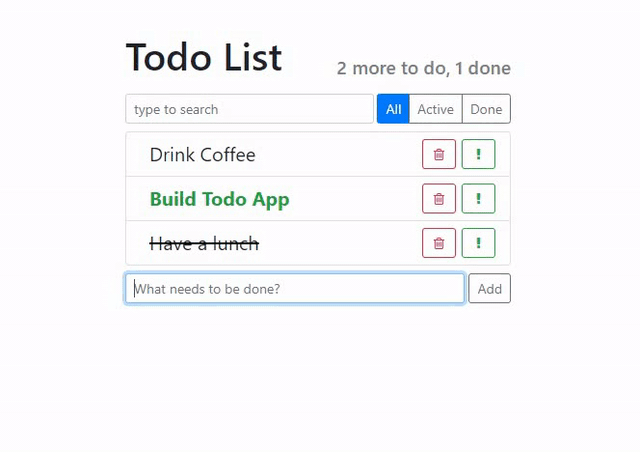 Todo List
2 more to do, 1 done
type to search
All Active Done
Drink Coffee !
Build Todo App !
Have a lunch !
What needs to be done? Add